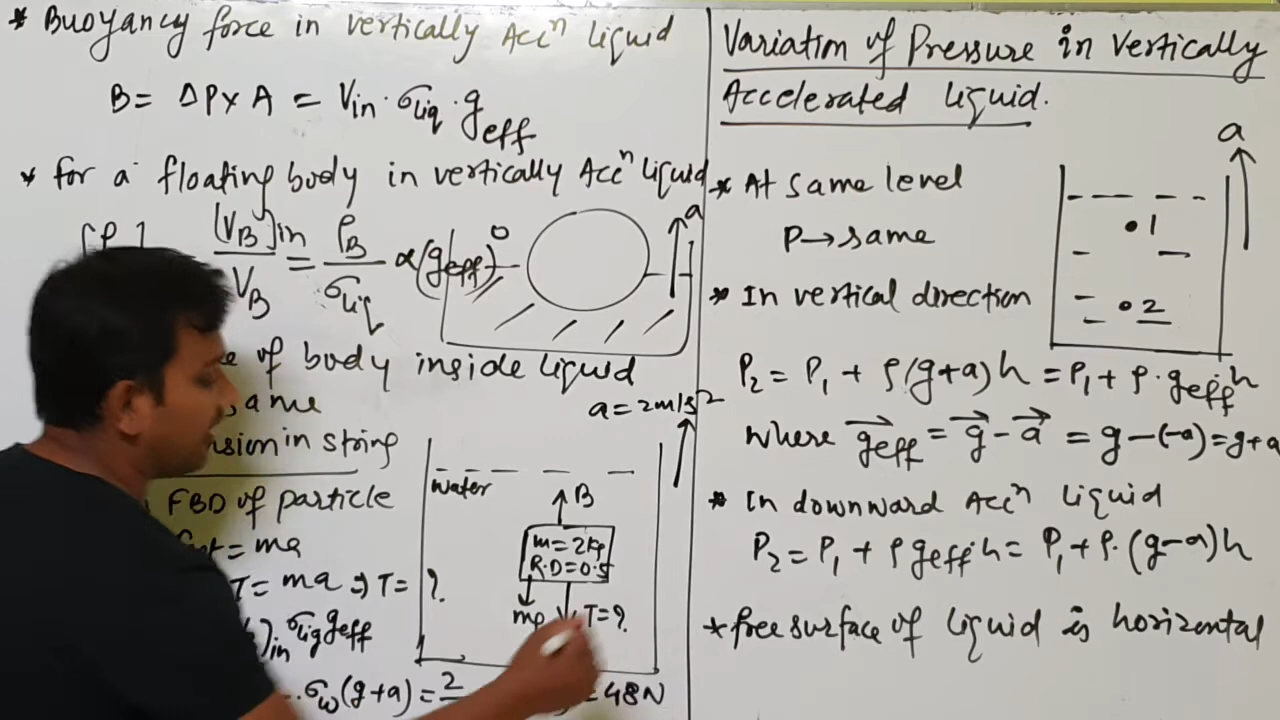 * Buoyancy force in vertically Accⁿ liquid
B = ΔP × A = Vin · σliq · geff
* for a floating body in vertically Accⁿ liquid
(VB)in / VB = ρB / σliq ∝ (geff)⁰
a
of body inside liquid
same
in string
FBD of particle
= ma
T = ma ⇒ T = ?
)in σliq geff
σw(g+a) = 2
= 48N
a = 2m/s²
water
B
m = 2kg
R.D = 0.5
mg
T = ?
Variation of Pressure in Vertically
Accelerated liquid.
a
* At same level
P → same
* In vertical direction
•1
•2
P₂ = P₁ + ρ(g+a)h = P₁ + ρ·geff h
where g⃗eff = g⃗ - a⃗ = g-(-a) = g+a
* In downward Accⁿ liquid
P₂ = P₁ + ρ geff·h = P₁ + ρ·(g-a)h
* free surface of liquid is horizontal